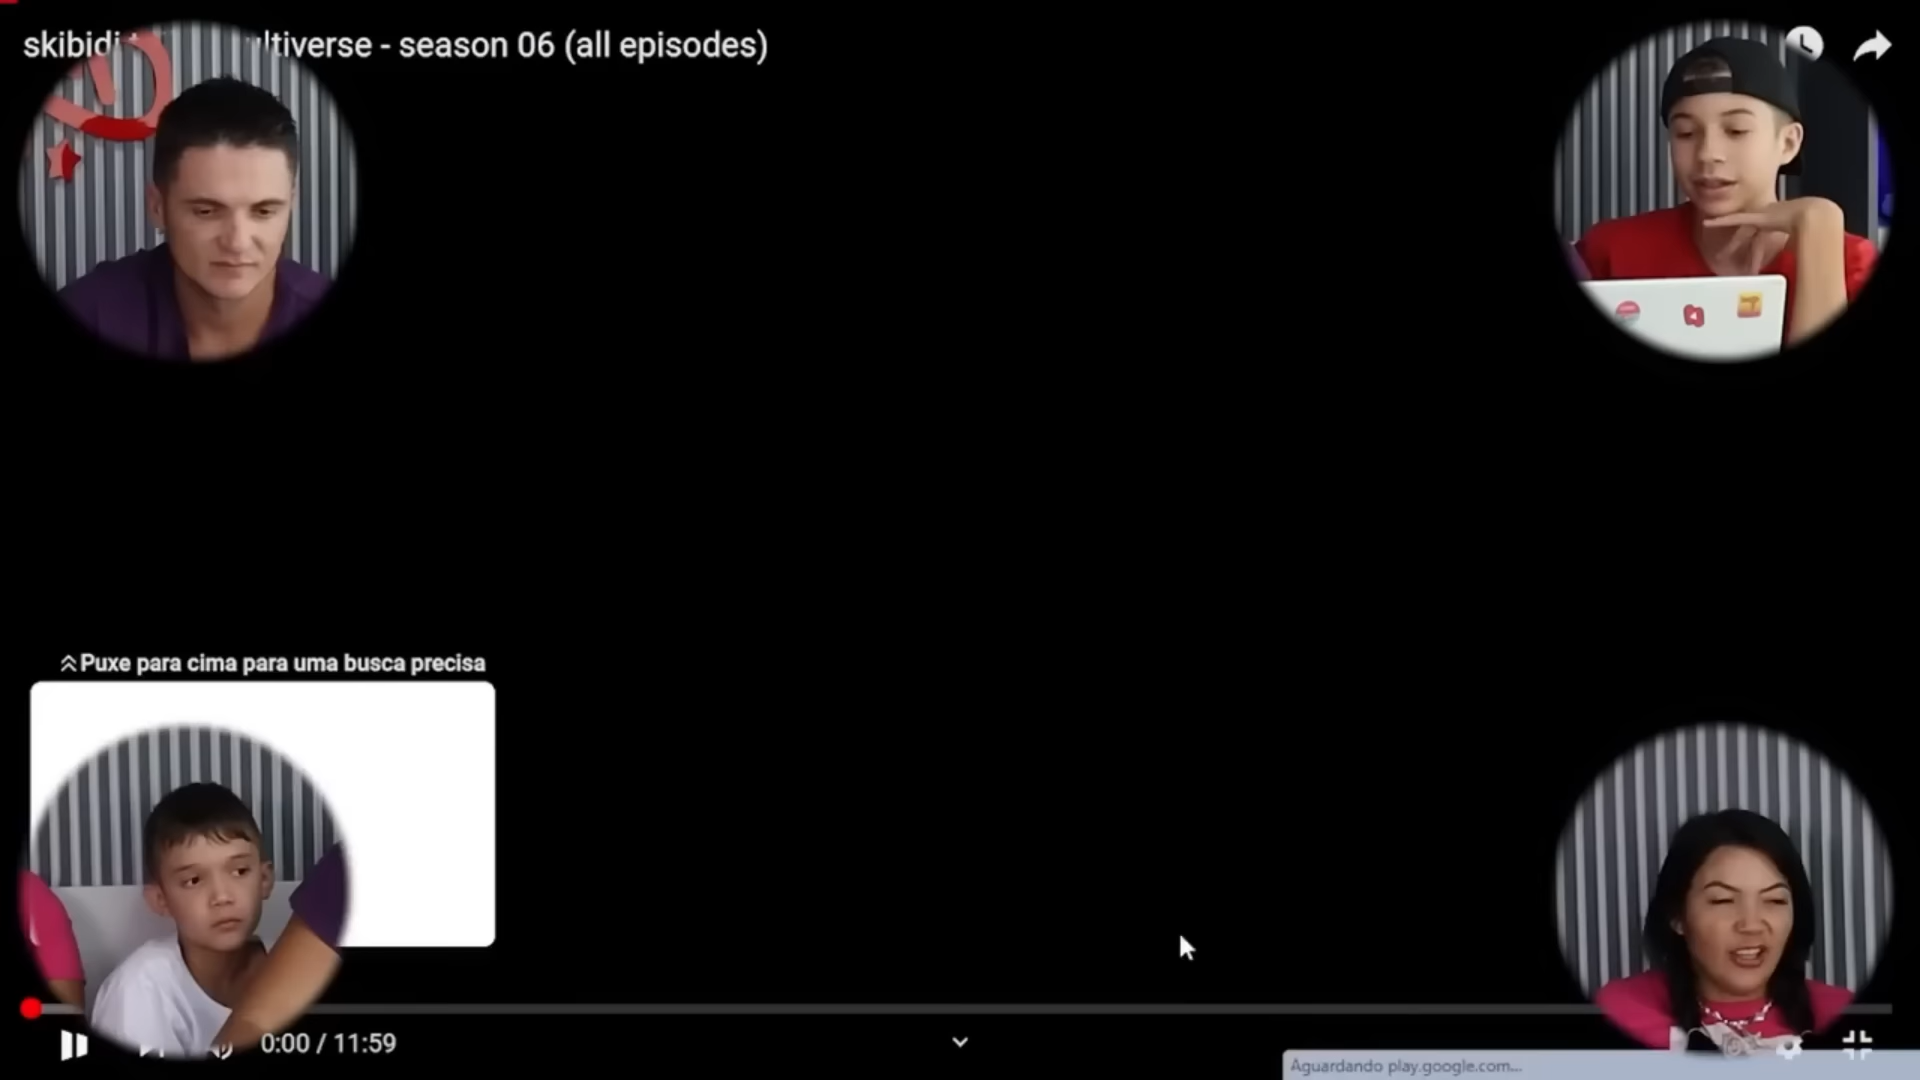 skibidi ltiverse - season 06 (all episodes)
Puxe para cima para uma busca precisa
0:00 / 11:59
Aguardando play.google.com...